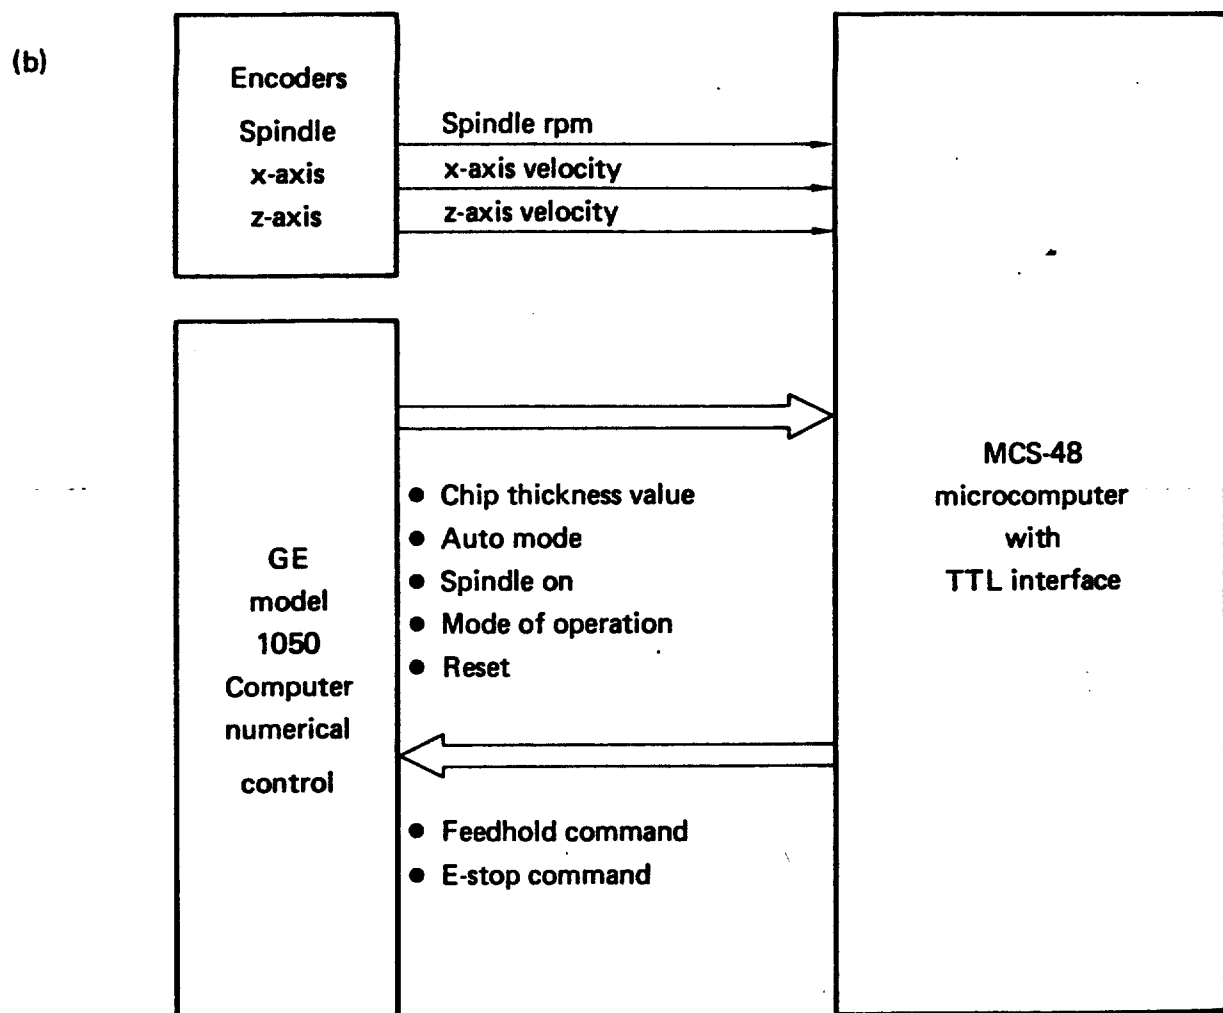 (b)
Encoders
Spindle
x-axis
z-axis
Spindle rpm
x-axis velocity
z-axis velocity
GE
model
1050
Computer
numerical
control
● Chip thickness value
● Auto mode
● Spindle on
● Mode of operation
● Reset
● Feedhold command
● E-stop command
MCS-48
microcomputer
with
TTL interface